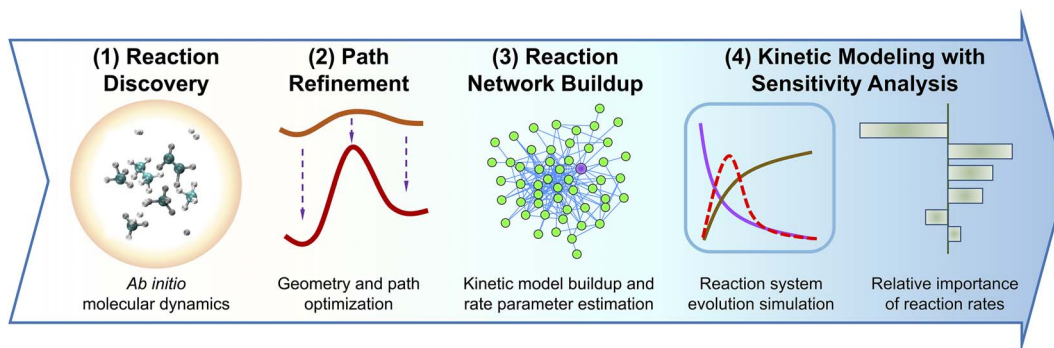 (1) Reaction
Discovery
(2) Path
Refinement
(3) Reaction
Network Buildup
(4) Kinetic Modeling with
Sensitivity Analysis
Ab initio
molecular dynamics
Geometry and path
optimization
Kinetic model buildup and
rate parameter estimation
Reaction system
evolution simulation
Relative importance
of reaction rates